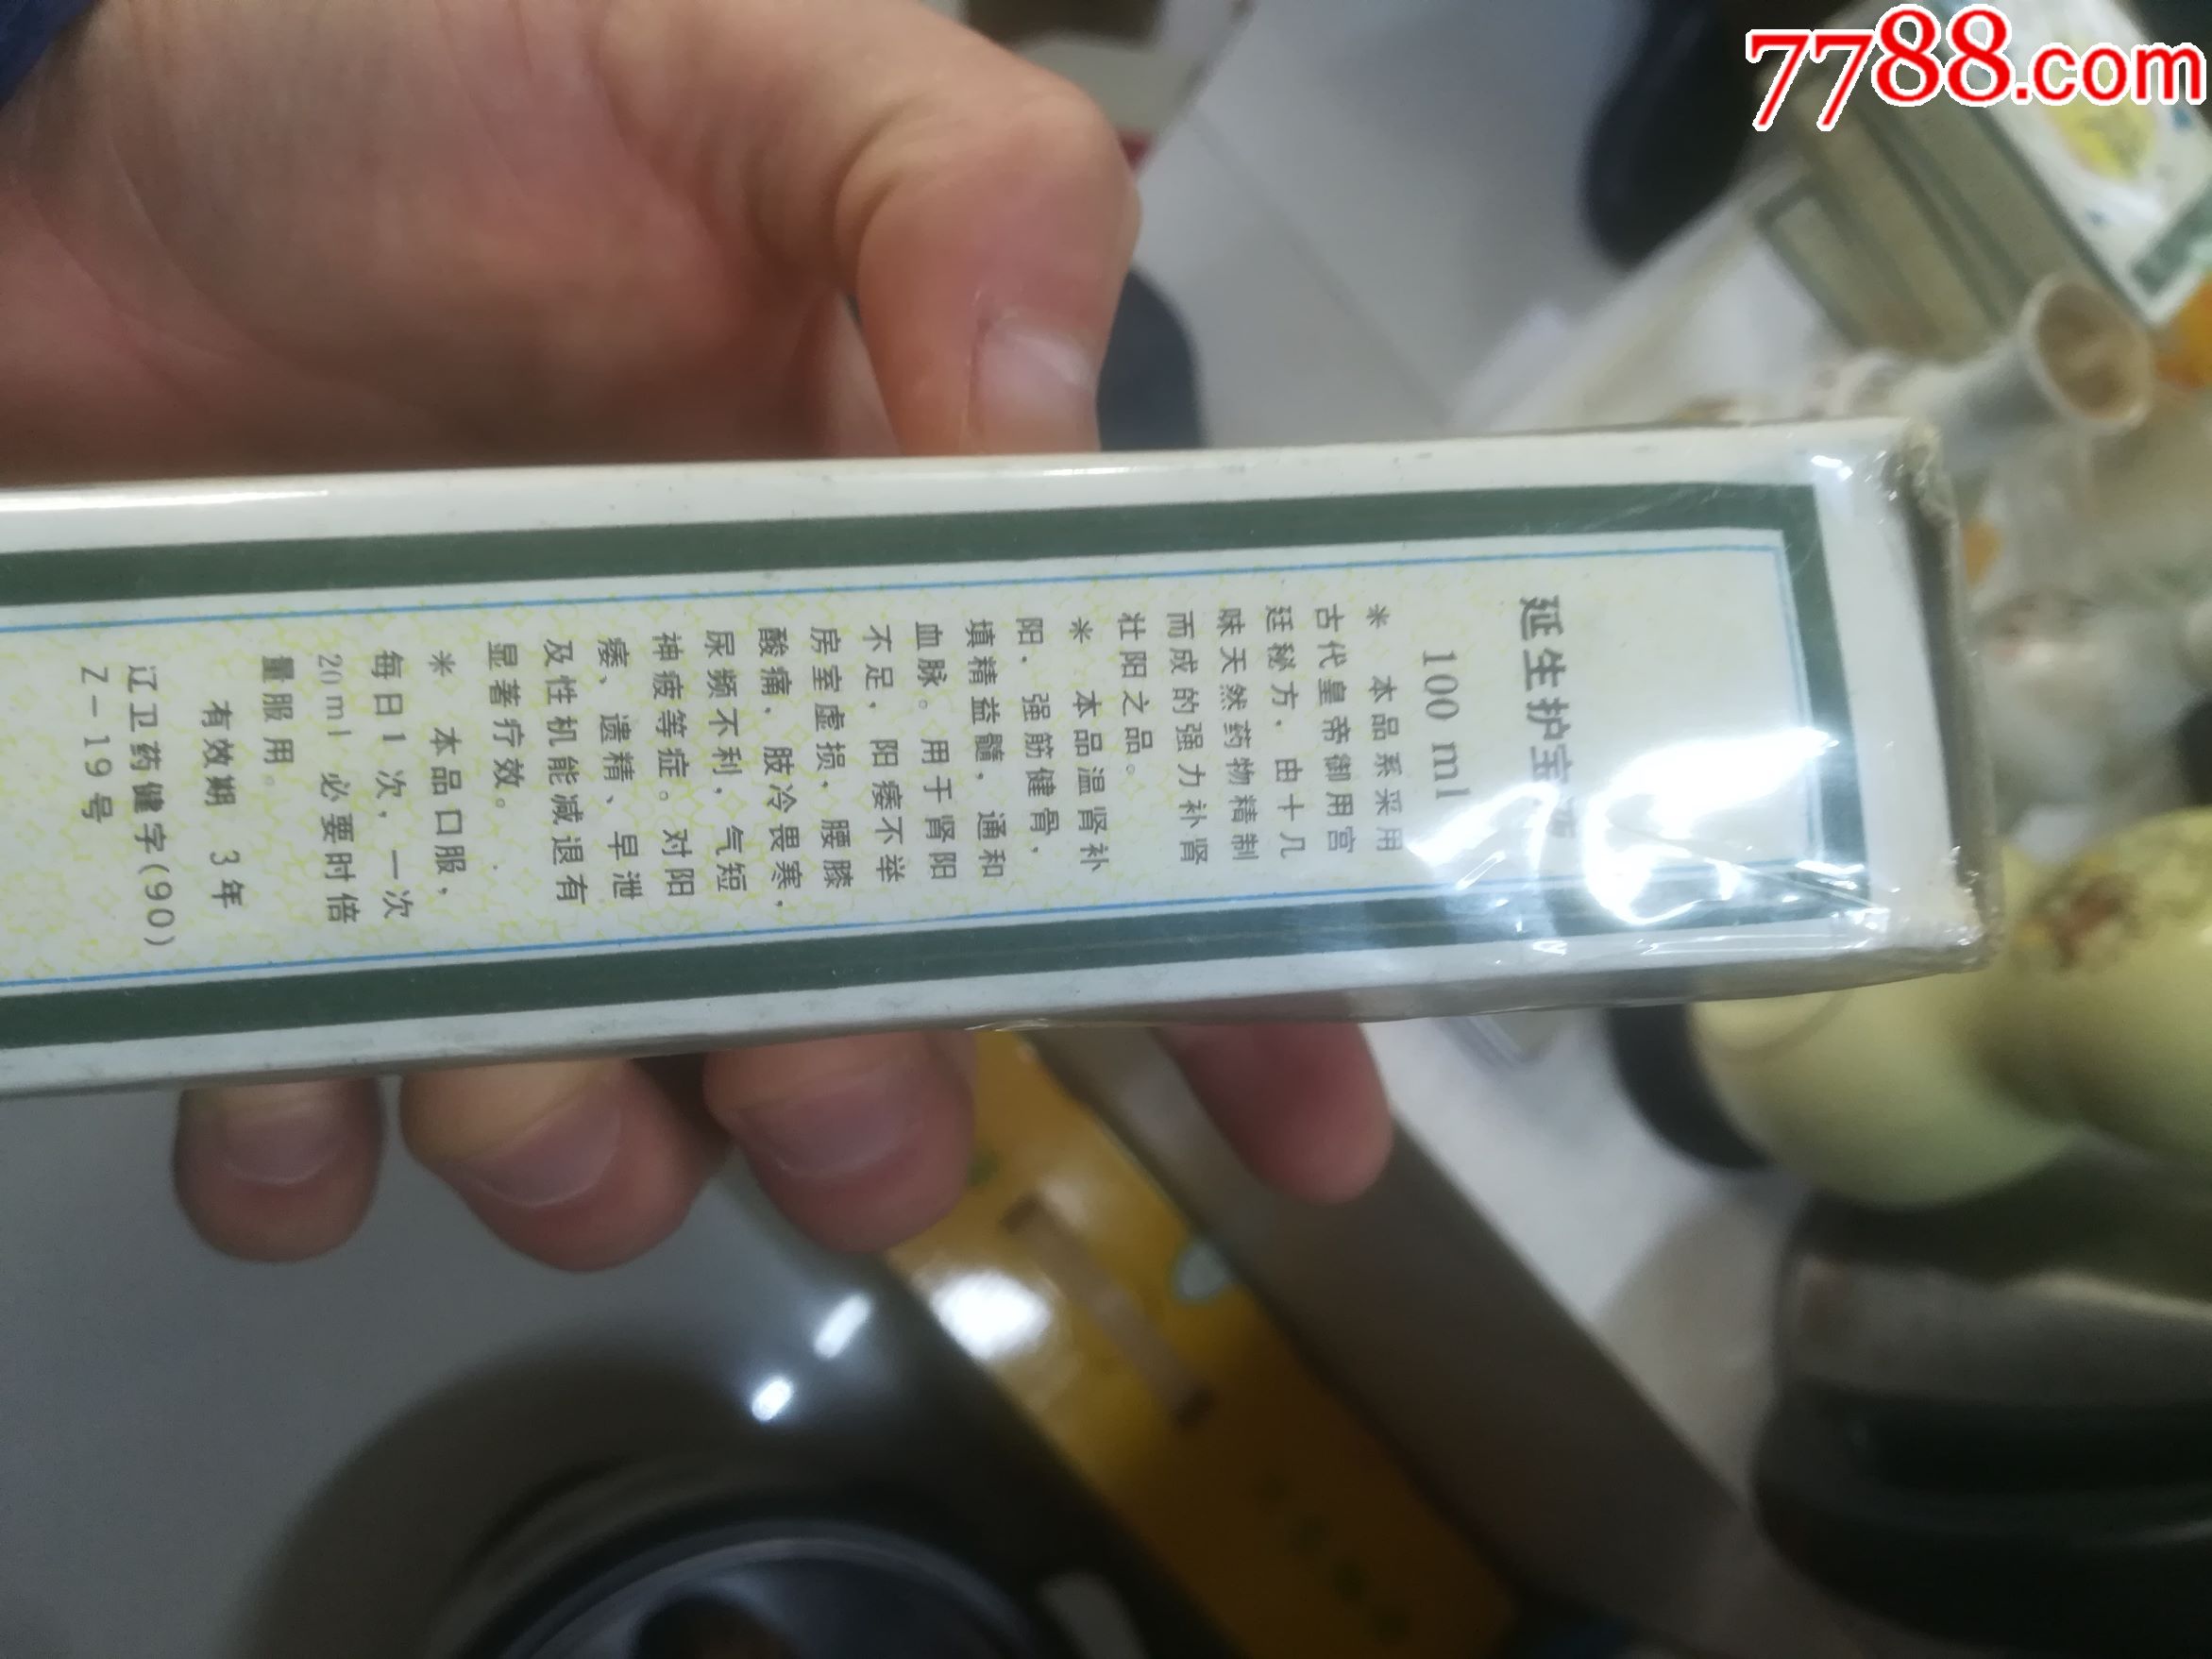 7788.com
延生护宝
100 ml
※ 本品系采用
古代皇帝御用宫
廷秘方，由十几
味天然药物精制
而成的强力补肾
壮阳之品。
※ 本品温肾补
阳，强筋健骨，
填精益髓，通和
血脉。用于肾阳
不足，阳痿不举
房室虚损、腰膝
酸痛，肢冷畏寒，
尿频不利，气短
神疲等症。对阳
痿、遗精、早泄
及性机能减退有
显著疗效。
※ 本品口服，
每日1次，一次
20ml 必要时倍
量服用。
有效期 3年
辽卫药健字(90)
Z－19号